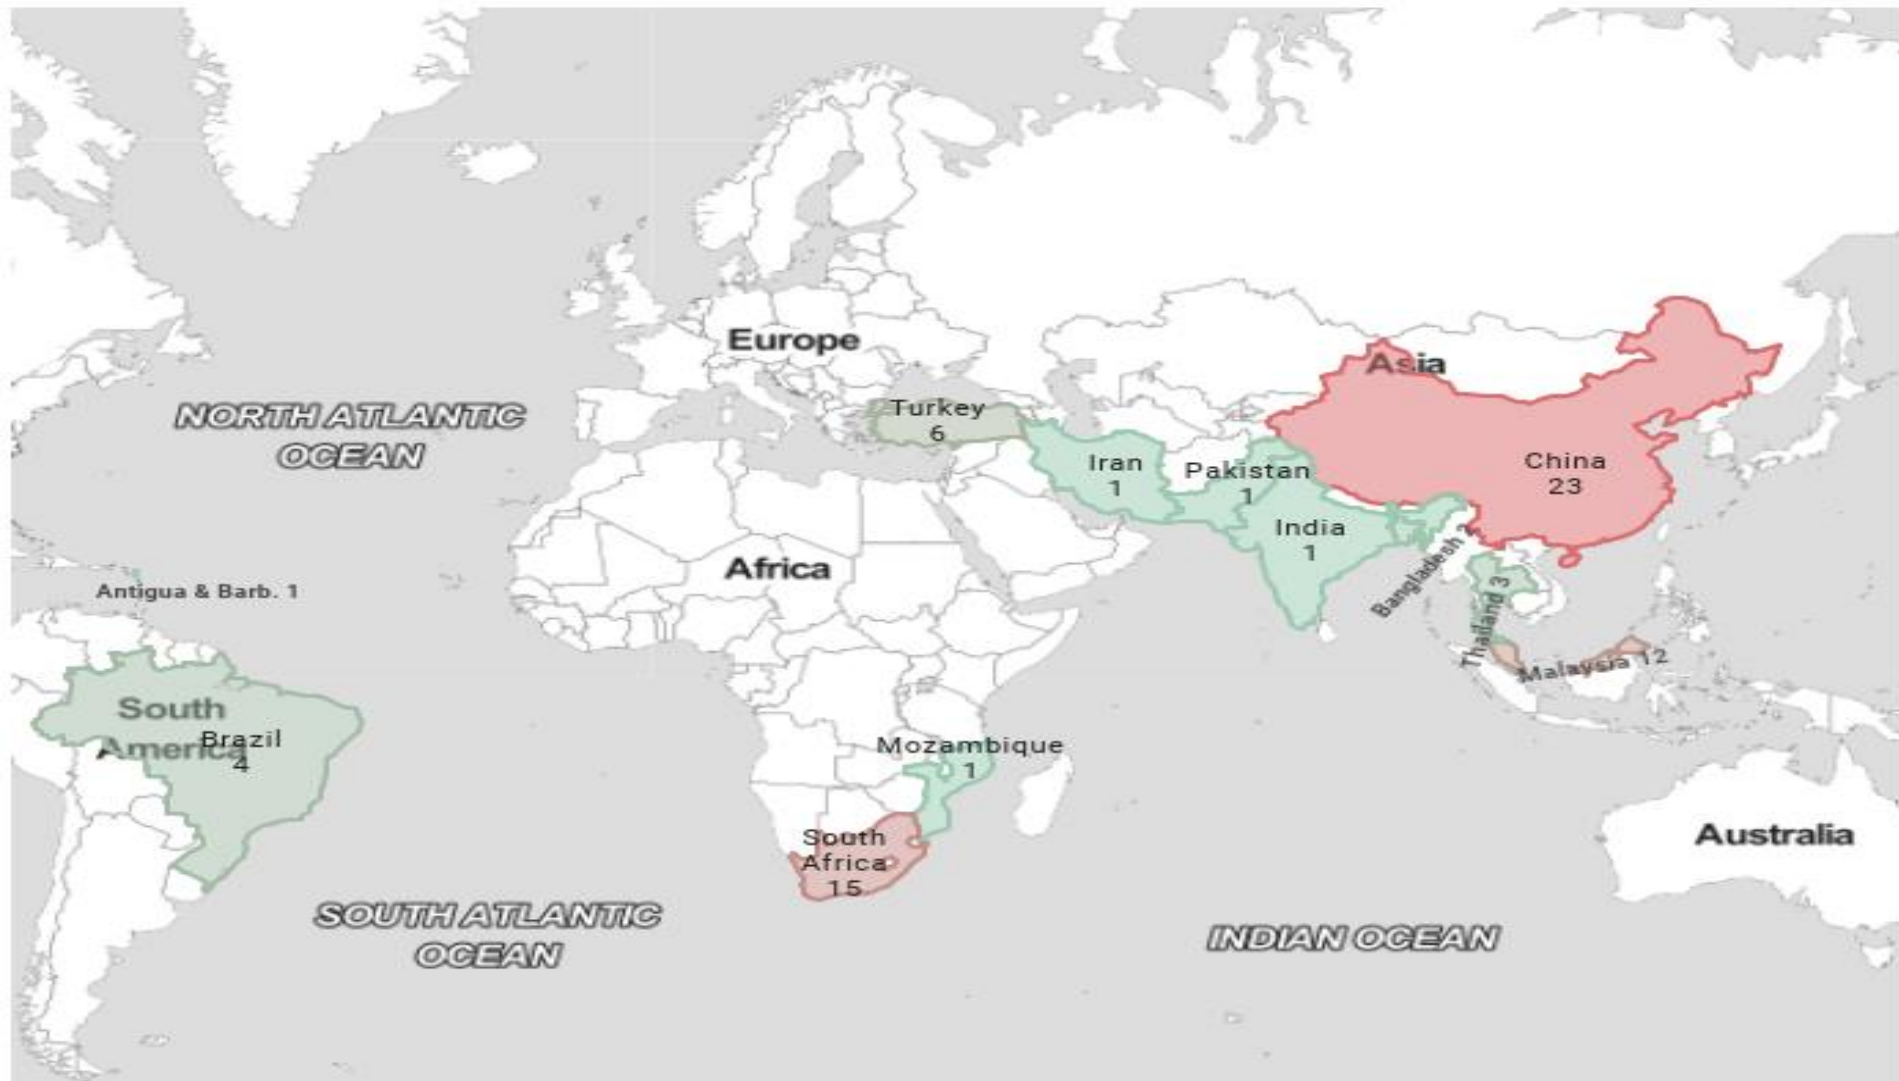 Europe
Asia
NORTH ATLANTIC
OCEAN
Turkey
6
Iran
1
Pakistan
1
China
23
India
1
Bangladesh 2
Africa
Antigua & Barb. 1
Thailand 3
Malaysia 12
South
America
Brazil
4
Mozambique
1
South
Africa
15
Australia
SOUTH ATLANTIC
OCEAN
INDIAN OCEAN